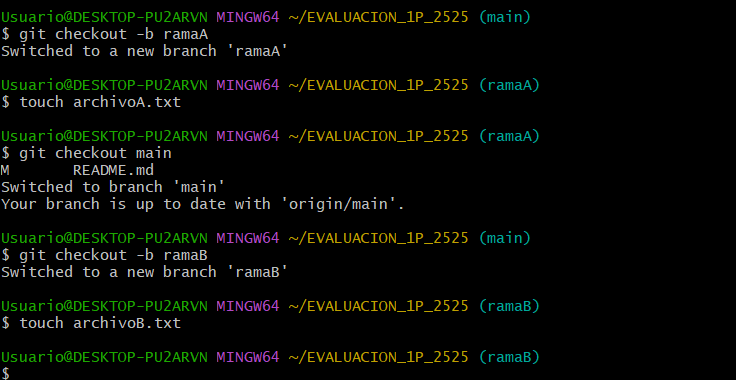 Usuario@DESKTOP-PU2ARVN MINGW64 ~/EVALUACION_1P_2525 (main)
$ git checkout -b ramaA
Switched to a new branch 'ramaA'
Usuario@DESKTOP-PU2ARVN MINGW64 ~/EVALUACION_1P_2525 (ramaA)
$ touch archivoA.txt
Usuario@DESKTOP-PU2ARVN MINGW64 ~/EVALUACION_1P_2525 (ramaA)
$ git checkout main
M       README.md
Switched to branch 'main'
Your branch is up to date with 'origin/main'.
Usuario@DESKTOP-PU2ARVN MINGW64 ~/EVALUACION_1P_2525 (main)
$ git checkout -b ramaB
Switched to a new branch 'ramaB'
Usuario@DESKTOP-PU2ARVN MINGW64 ~/EVALUACION_1P_2525 (ramaB)
$ touch archivoB.txt
Usuario@DESKTOP-PU2ARVN MINGW64 ~/EVALUACION_1P_2525 (ramaB)
$